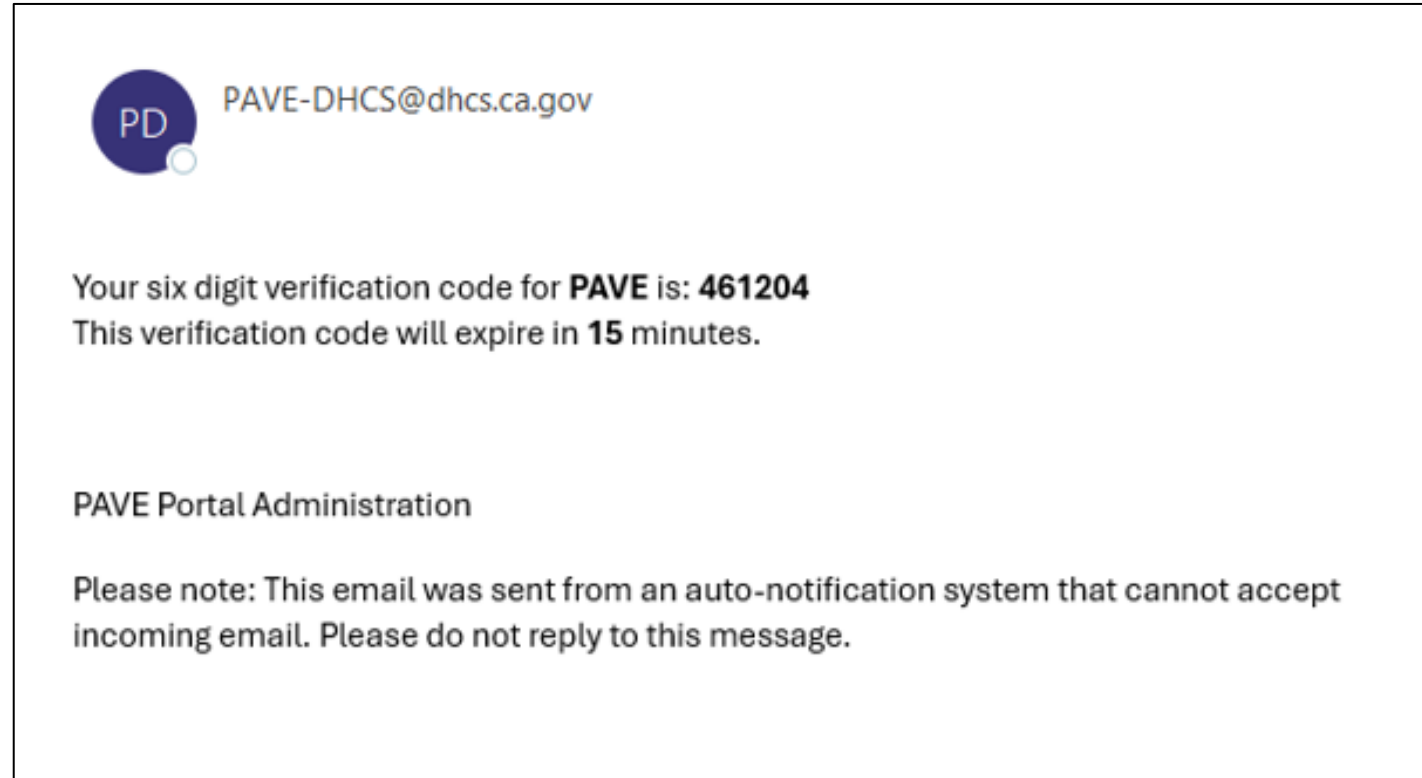 PD
PAVE-DHCS@dhcs.ca.gov
Your six digit verification code for PAVE is: 461204
This verification code will expire in 15 minutes.
PAVE Portal Administration
Please note: This email was sent from an auto-notification system that cannot accept
incoming email. Please do not reply to this message.